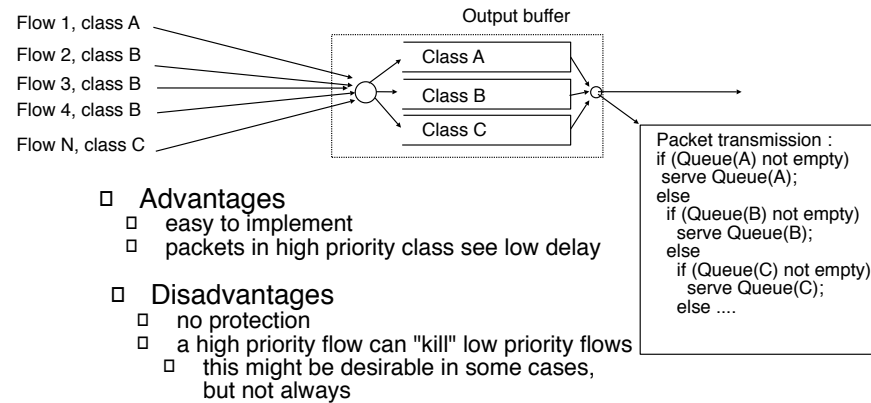 Output buffer
Flow 1, class A
Flow 2, class B
Flow 3, class B
Flow 4, class B
Flow N, class C
Class A
Class B
Class C
Packet transmission :
if (Queue(A) not empty)
serve Queue(A);
else
if (Queue(B) not empty)
serve Queue(B);
else
if (Queue(C) not empty)
serve Queue(C);
else ....
Advantages
easy to implement
packets in high priority class see low delay
Disadvantages
no protection
a high priority flow can "kill" low priority flows
this might be desirable in some cases,
but not always